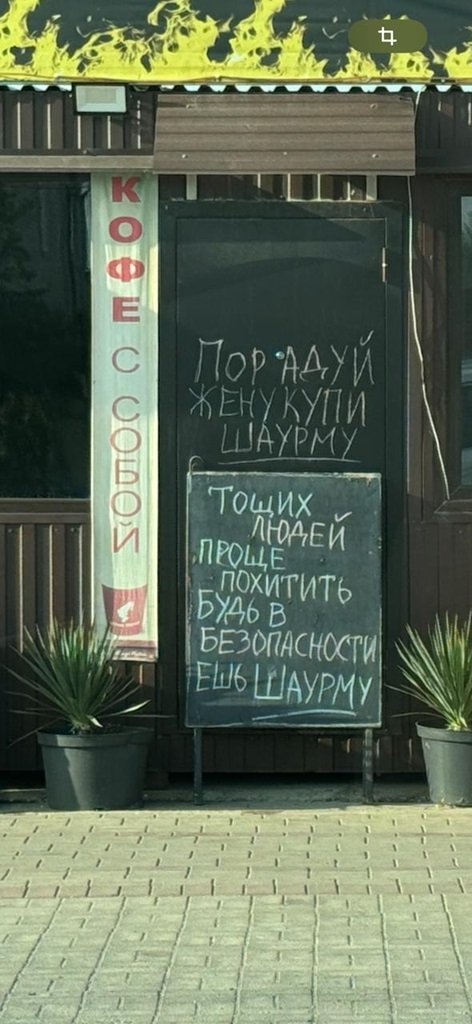 КОФЕ С СОБОЙ
ПОРАДУЙ
ЖЕНУ КУПИ
ШАУРМУ
ТОЩИХ
ЛЮДЕЙ
ПРОЩЕ
ПОХИТИТЬ
БУДЬ В
БЕЗОПАСНОСТИ
ЕШЬ ШАУРМУ